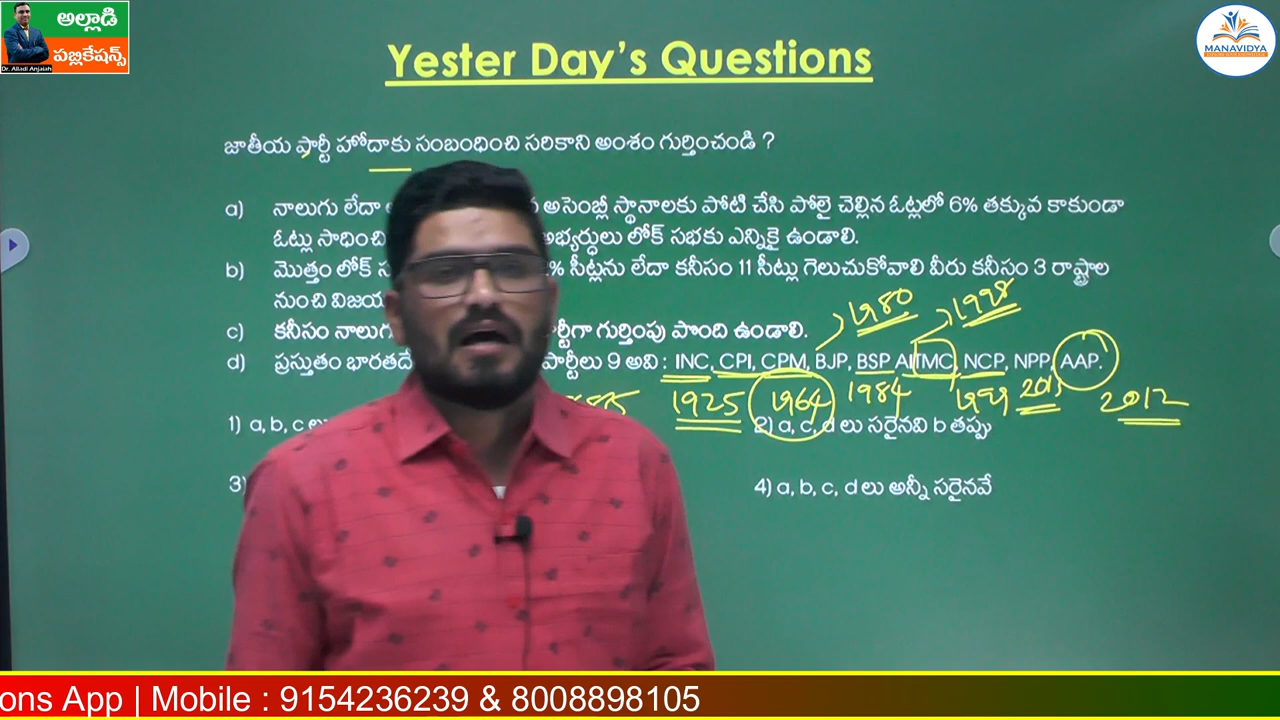 అల్లాడి
పబ్లికేషన్స్
Dr. Alladi Anjaiah
MANAVIDYA
Yester Day's Questions
జాతీయ పార్టీ హోదాకు సంబంధించి సరికాని అంశం గుర్తించండి ?
a) నాలుగు లేదా అసెంబ్లీ స్థానాలకు పోటి చేసి పోలై చెల్లిన ఓట్లలో 6% తక్కువ కాకుండా
ఓట్లు సాధించి అభ్యర్ధులు లోక్ సభకు ఎన్నికై ఉండాలి.
b) మొత్తం లోక్ % సీట్లను లేదా కనీసం 11 సీట్లు గెలుచుకోవాలి వీరు కనీసం 3 రాష్ట్రాల
నుంచి
1980 1998
c) కనీసం ఉండాలి. గుర్తింపు పొంది
d) ప్రస్తుతం పార్టీలు 9 అవి : INC, CPI, CPM, BJP, BSP AITMC, NCP, NPP, AAP.
1925 1964 1984 2013 2012
1) a, b, c 2) a, c, d లు సరైనవి b తప్పు
3) 4) a, b, c, d లు అన్నీ సరైనవే
ons App | Mobile : 9154236239 & 8008898105